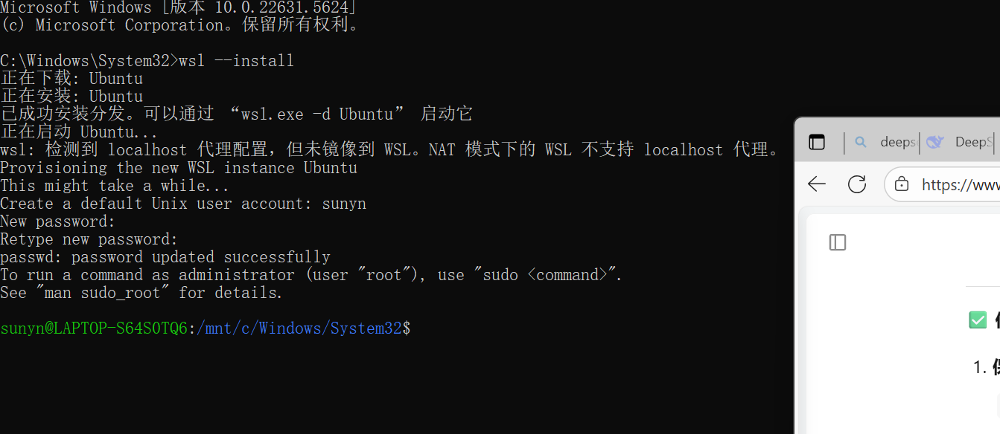 Microsoft Windows [版本 10.0.22631.5624]
(c) Microsoft Corporation。保留所有权利。
C:\Windows\System32>wsl --install
正在下载: Ubuntu
正在安装: Ubuntu
已成功安装分发。可以通过 “wsl.exe -d Ubuntu” 启动它
正在启动 Ubuntu...
wsl: 检测到 localhost 代理配置，但未镜像到 WSL。NAT 模式下的 WSL 不支持 localhost 代理。
Provisioning the new WSL instance Ubuntu
This might take a while...
Create a default Unix user account: sunyn
New password:
Retype new password:
passwd: password updated successfully
To run a command as administrator (user "root"), use "sudo <command>".
See "man sudo_root" for details.
sunyn@LAPTOP-S64SOTQ6:/mnt/c/Windows/System32$
deeps
DeepS
https://www
1.